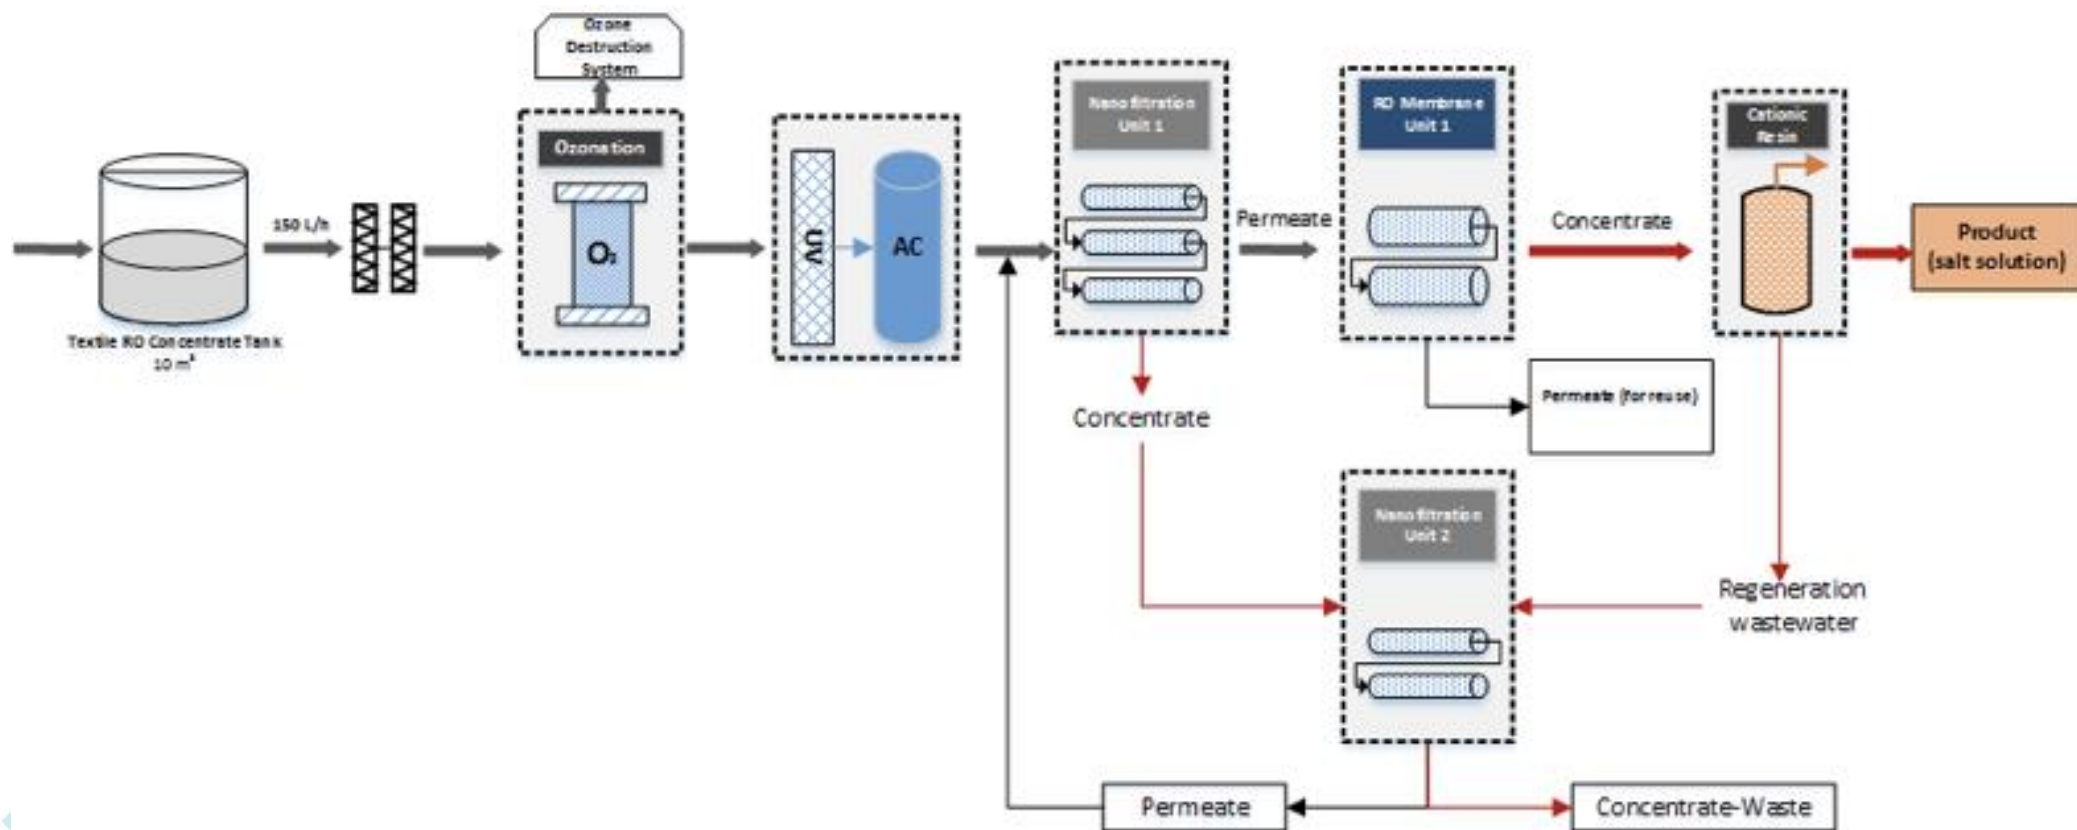 Ozone
Destruction
System
Ozonation
O₃
Textile RO Concentrate Tank
10 m³
150 L/h
UV
AC
Nanofiltration
Unit 1
Permeate
RO Membrane
Unit 1
Concentrate
Cationic
Resin
Product
(salt solution)
Permeate (for reuse)
Concentrate
Nanofiltration
Unit 2
Regeneration
wastewater
Permeate
Concentrate-Waste